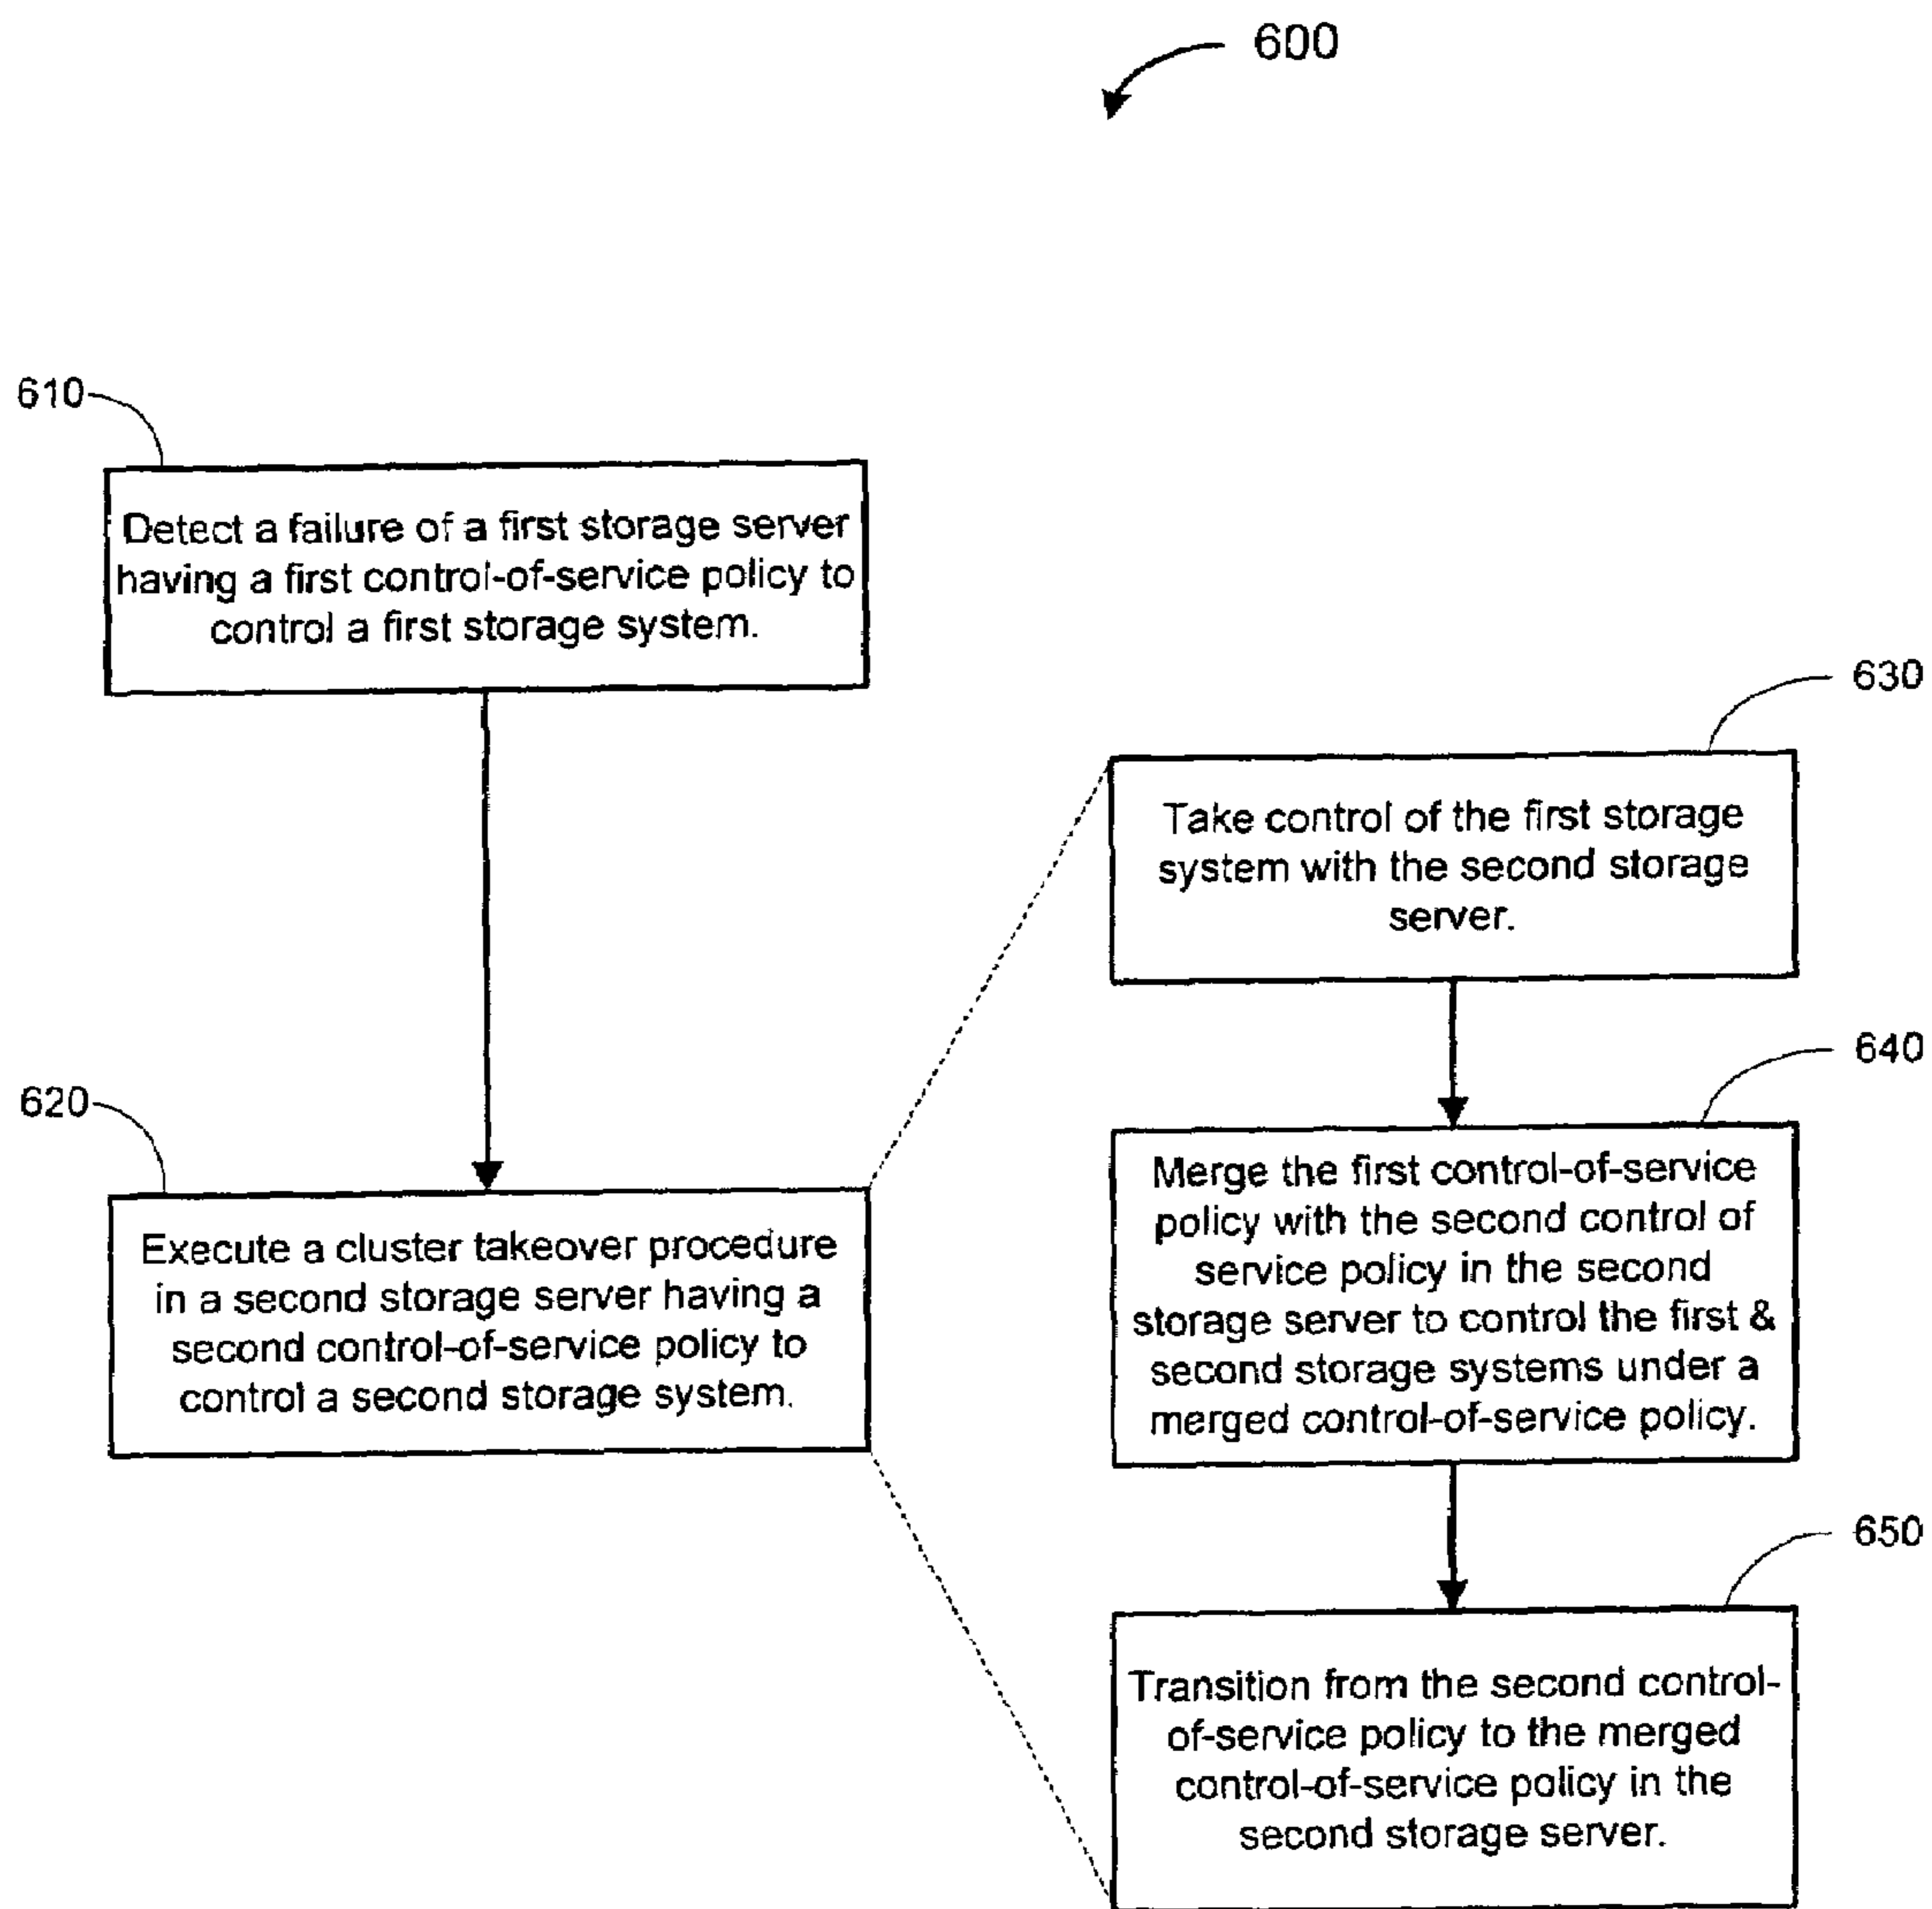 600
610
Detect a failure of a first storage server
having a first control-of-service policy to
control a first storage system.
620
Execute a cluster takeover procedure
in a second storage server having a
second control-of-service policy to
control a second storage system.
630
Take control of the first storage
system with the second storage
server.
640
Merge the first control-of-service
policy with the second control of
service policy in the second
storage server to control the first &
second storage systems under a
merged control-of-service policy.
650
Transition from the second control-
of-service policy to the merged
control-of-service policy in the
second storage server.